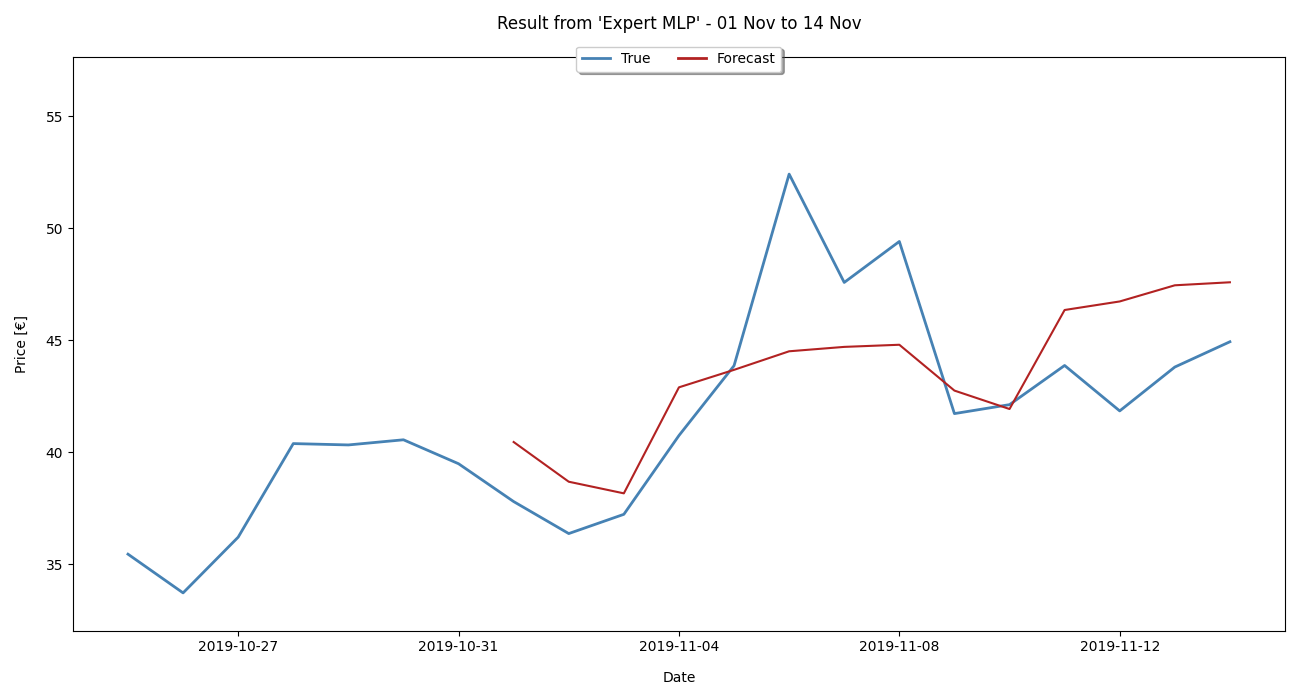 Result from 'Expert MLP' - 01 Nov to 14 Nov
True
Forecast
55
50
45
40
35
Price [€]
2019-10-27
2019-10-31
2019-11-04
2019-11-08
2019-11-12
Date